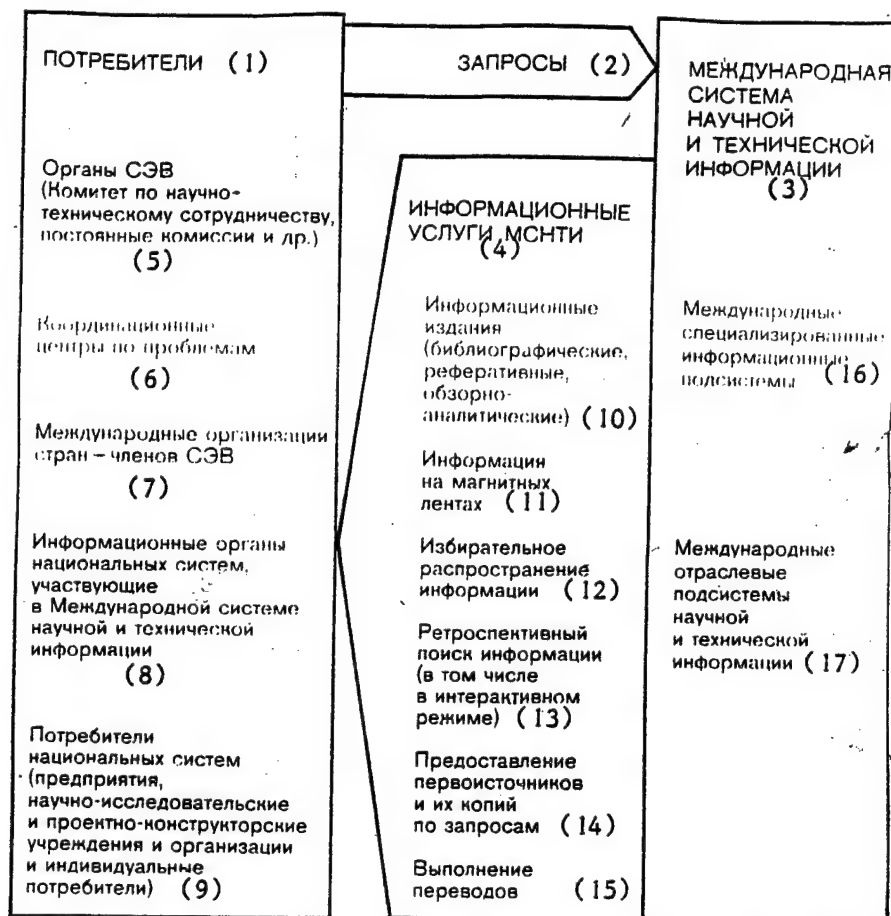 ПОТРЕБИТЕЛИ (1)
Органы СЭВ
(Комитет по научно-
техническому сотрудничеству,
постоянные комиссии и др.)
(5)
Координационные
центры по проблемам
(6)
Международные организации
стран – членов СЭВ
(7)
Информационные органы
национальных систем,
участвующие
в Международной системе
научной и технической
информации
(8)
Потребители
национальных систем
(предприятия,
научно-исследовательские
и проектно-конструкторские
учреждения и организации
и индивидуальные
потребители) (9)
ЗАПРОСЫ (2)
ИНФОРМАЦИОННЫЕ
УСЛУГИ МСНТИ
(4)
Информационные
издания
(библиографические,
реферативные,
обзорно-
аналитические) (10)
Информация
на магнитных
лентах (11)
Избирательное
распространение
информации (12)
Ретроспективный
поиск информации
(в том числе
в интерактивном
режиме) (13)
Предоставление
первоисточников
и их копий
по запросам (14)
Выполнение
переводов (15)
МЕЖДУНАРОДНАЯ
СИСТЕМА
НАУЧНОЙ
И ТЕХНИЧЕСКОЙ
ИНФОРМАЦИИ
(3)
Международные
специализированные
информационные
подсистемы (16)
Международные
отраслевые
подсистемы
научной
и технической
информации (17)